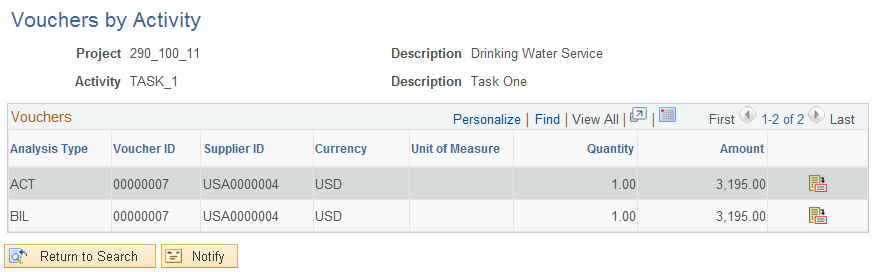 Vouchers by Activity
Project 290_100_11 Description Drinking Water Service
Activity TASK_1 Description Task One
Vouchers Personalize | Find | View All | | First 1-2 of 2 Last
Analysis Type Voucher ID Supplier ID Currency Unit of Measure Quantity Amount
ACT 00000007 USA0000004 USD 1.00 3,195.00
BIL 00000007 USA0000004 USD 1.00 3,195.00
Return to Search Notify